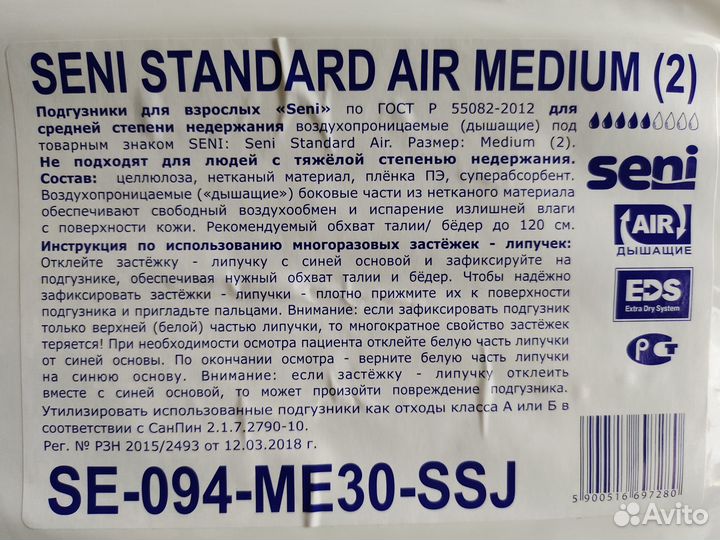 SENI STANDARD AIR MEDIUM (2)
Подгузники для взрослых «Seni» по ГОСТ Р 55082-2012 для
средней степени недержания воздухопроницаемые (дышащие) под
товарным знаком SENI: Seni Standard Air. Размер: Medium (2).
Не подходят для людей с тяжёлой степенью недержания.
Состав: целлюлоза, нетканый материал, плёнка ПЭ, суперабсорбент.
Воздухопроницаемые («дышащие») боковые части из нетканого материала
обеспечивают свободный воздухообмен и испарение излишней влаги
с поверхности кожи. Рекомендуемый обхват талии/ бёдер до 120 см.
Инструкция по использованию многоразовых застёжек - липучек:
Отклейте застёжку - липучку с синей основой и зафиксируйте на
подгузнике, обеспечивая нужный обхват талии и бёдер. Чтобы надёжно
зафиксировать застёжки - липучки - плотно прижмите их к поверхности
подгузника и пригладьте пальцами. Внимание: если зафиксировать подгузник
только верхней (белой) частью липучки, то многократное свойство застёжек
теряется! При необходимости осмотра пациента отклейте белую часть липучки
от синей основы. По окончании осмотра - верните белую часть липучки
на синюю основу. Внимание: если застёжку - липучку отклеить
вместе с синей основой, то может произойти повреждение подгузника.
Утилизировать использованные подгузники как отходы класса А или Б в
соответствии с СанПин 2.1.7.2790-10.
Рег. № РЗН 2015/2493 от 12.03.2018 г.
SE-094-ME30-SSJ
seni
AIR
ДЫШАЩИЕ
EDS
Extra Dry System
РСТ
5 900516 697280
Avito